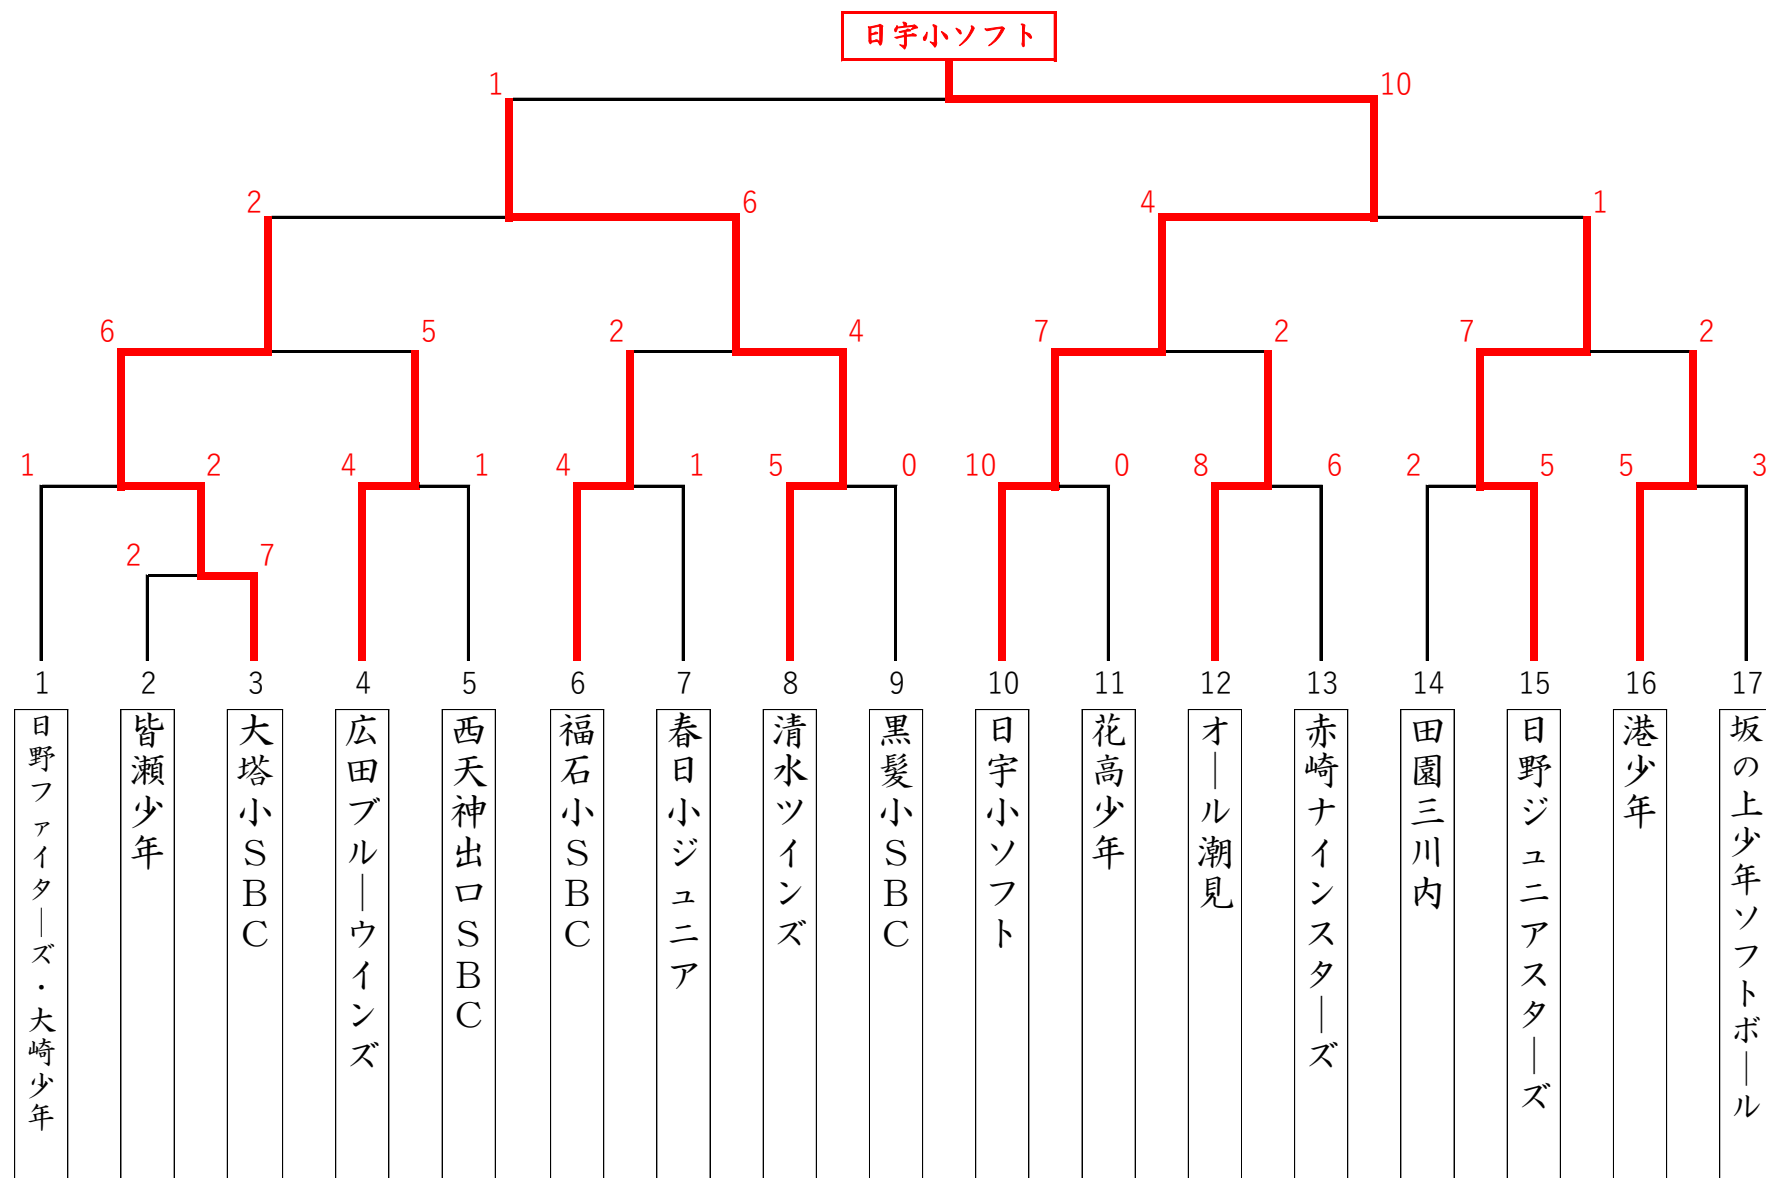 日宇小ソフト
1 10
2 6 4 1
6 5 2 4 7 2 7 2
1 2 4 1 4 1 5 0 10 0 8 6 2 5 5 3
2 7
1 2 3 4 5 6 7 8 9 10 11 12 13 14 15 16 17
日野ファイターズ・大崎少年
皆瀬少年
大塔小SBC
広田ブルーウインズ
西天神出口SBC
福石小SBC
春日小ジュニア
清水ツインズ
黒髪小SBC
日宇小ソフト
花高少年
オール潮見
赤崎ナインスターズ
田園三川内
日野ジュニアスターズ
港少年
坂の上少年ソフトボール